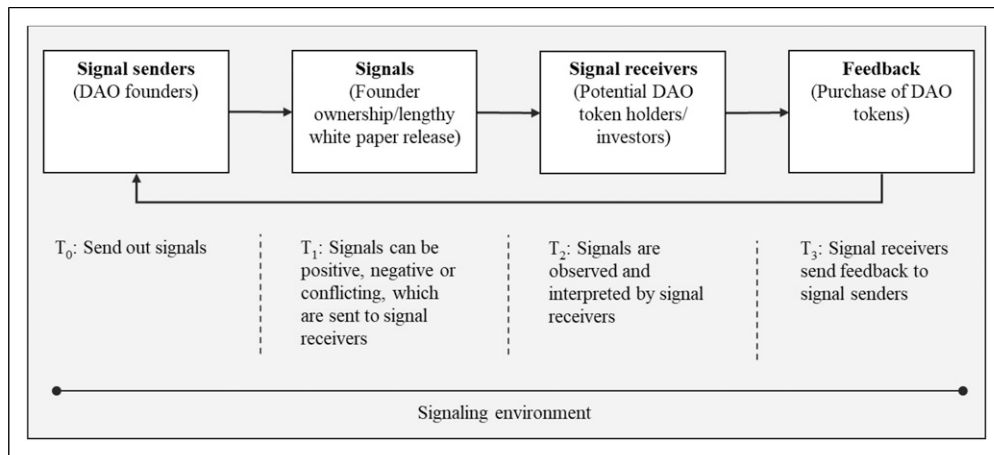 Signal senders
(DAO founders)
Signals
(Founder
ownership/lengthy
white paper release)
Signal receivers
(Potential DAO
token holders/
investors)
Feedback
(Purchase of DAO
tokens)
T₀: Send out signals
T₁: Signals can be
positive, negative or
conflicting, which
are sent to signal
receivers
T₂: Signals are
observed and
interpreted by signal
receivers
T₃: Signal receivers
send feedback to
signal senders
Signaling environment